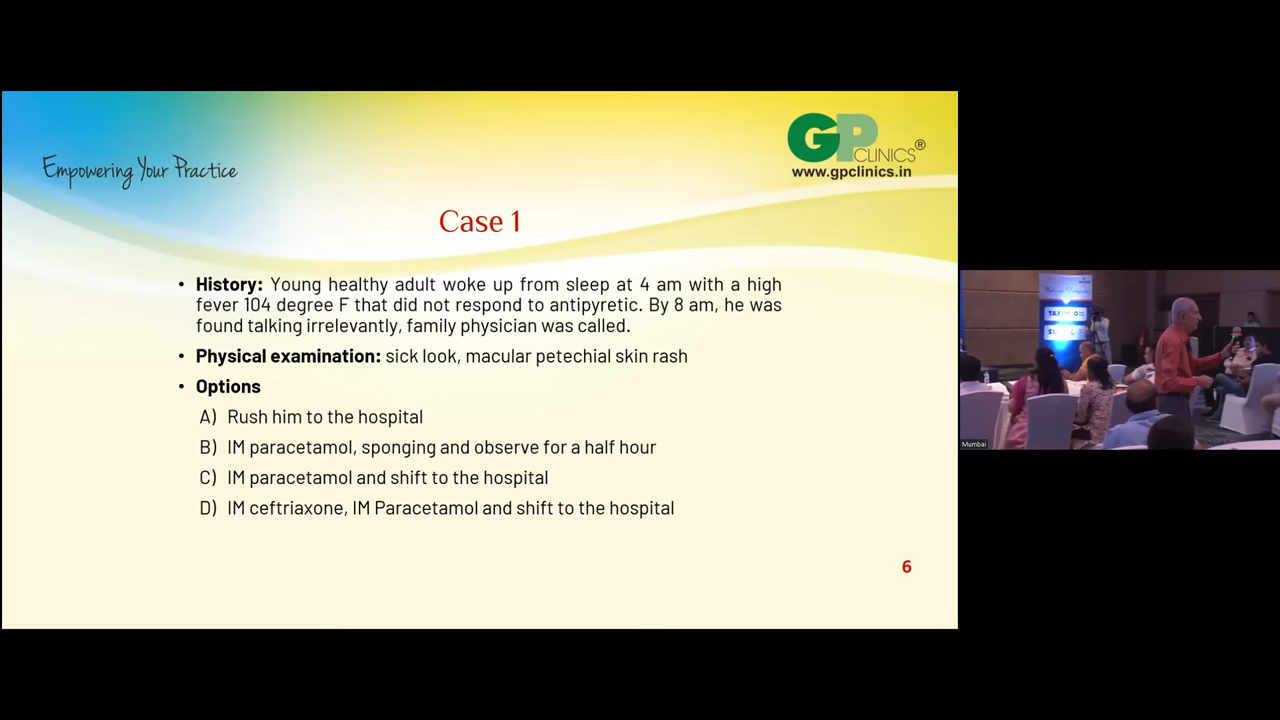 Empowering Your Practice
GP
CLINICS®
www.gpclinics.in
Case 1
• History: Young healthy adult woke up from sleep at 4 am with a high
fever 104 degree F that did not respond to antipyretic. By 8 am, he was
found talking irrelevantly, family physician was called.
• Physical examination: sick look, macular petechial skin rash
• Options
A) Rush him to the hospital
B) IM paracetamol, sponging and observe for a half hour
C) IM paracetamol and shift to the hospital
D) IM ceftriaxone, IM Paracetamol and shift to the hospital
6
Mumbai